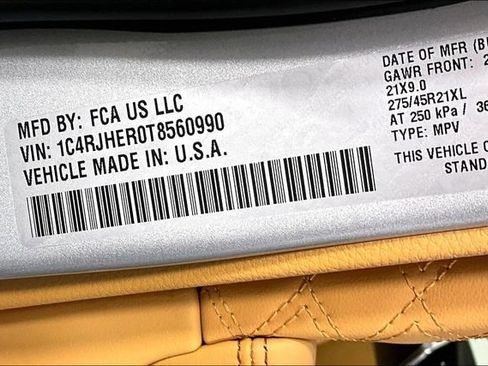 MFD BY: FCA US LLC
VIN: 1C4RJHER0T8560990
VEHICLE MADE IN: U.S.A.
DATE OF MFR
GAWR FRONT:
21X9.0
275/45R21XL
AT 250 kPa / 36
TYPE: MPV
THIS VEHICLE
STAND